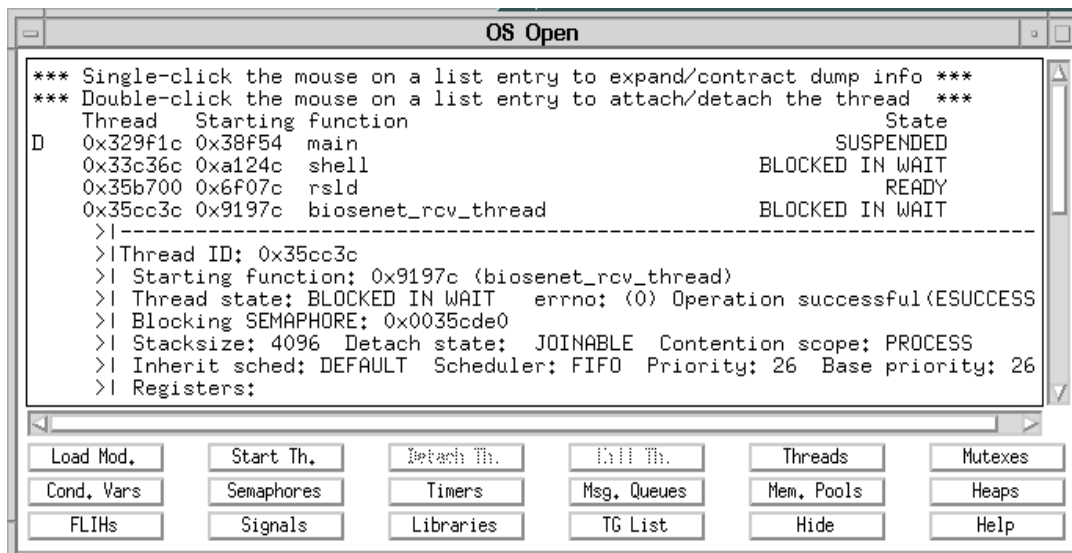 OS Open
*** Single-click the mouse on a list entry to expand/contract dump info ***
*** Double-click the mouse on a list entry to attach/detach the thread  ***
Thread   Starting function   State
D   0x329f1c 0x38f54  main   SUSPENDED
0x33c36c 0xa124c  shell   BLOCKED IN WAIT
0x35b700 0x6f07c  rsld   READY
0x35cc3c 0x9197c  biosenet_rcv_thread   BLOCKED IN WAIT
>|--------------------------------------------------------------------------
>|Thread ID: 0x35cc3c
>| Starting function: 0x9197c (biosenet_rcv_thread)
>| Thread state: BLOCKED IN WAIT   errno: (0) Operation successful(ESUCCESS
>| Blocking SEMAPHORE: 0x0035cde0
>| Stacksize: 4096  Detach state:  JOINABLE  Contention scope: PROCESS
>| Inherit sched: DEFAULT  Scheduler: FIFO  Priority: 26  Base priority: 26
>| Registers:
Load Mod. Start Th. Detach Th. Kill Th. Threads Mutexes
Cond. Vars Semaphores Timers Msg. Queues Mem. Pools Heaps
FLIHs Signals Libraries TG List Hide Help